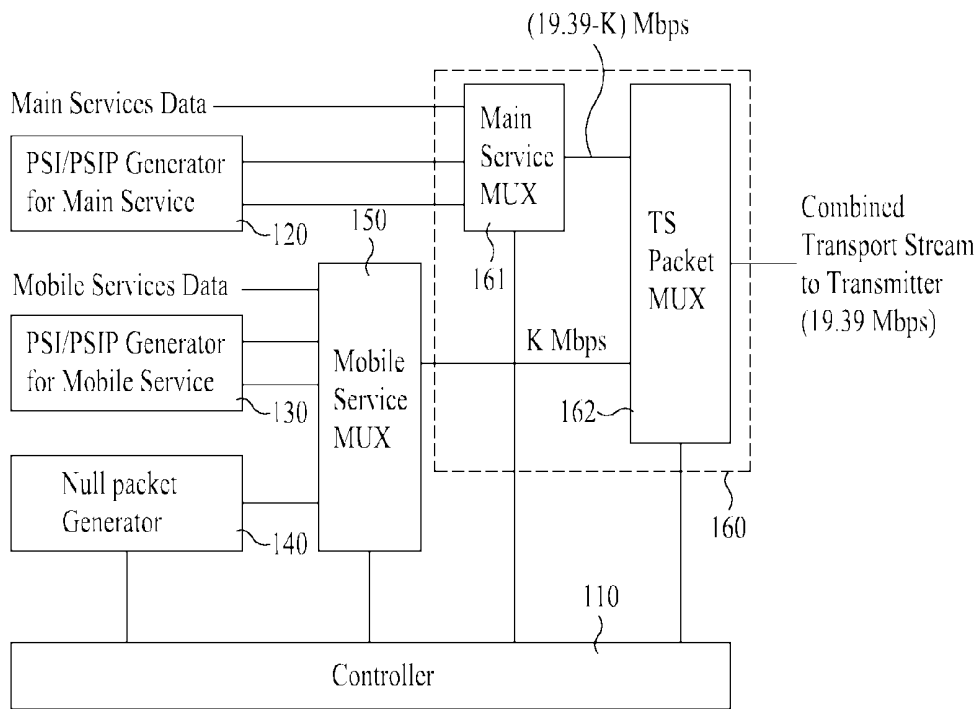 (19.39-K) Mbps
Main Services Data
Main
Service
MUX
PSI/PSIP Generator
for Main Service
120
161
TS
Packet
MUX
Combined
Transport Stream
to Transmitter
(19.39 Mbps)
150
Mobile Services Data
PSI/PSIP Generator
for Mobile Service
130
Mobile
Service
MUX
K Mbps
162
Null packet
Generator
140
160
110
Controller